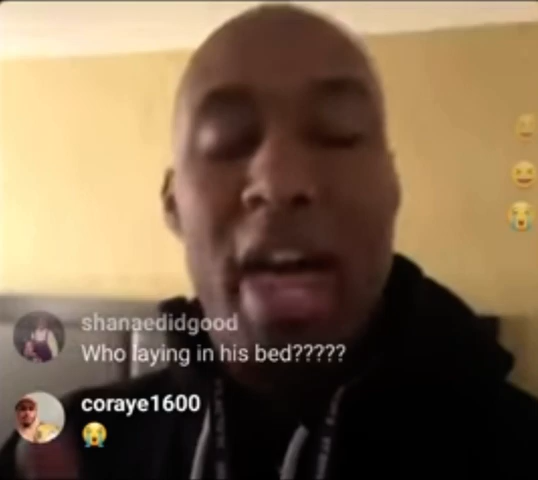 shanaedidgood
Who laying in his bed?????
coraye1600
😭